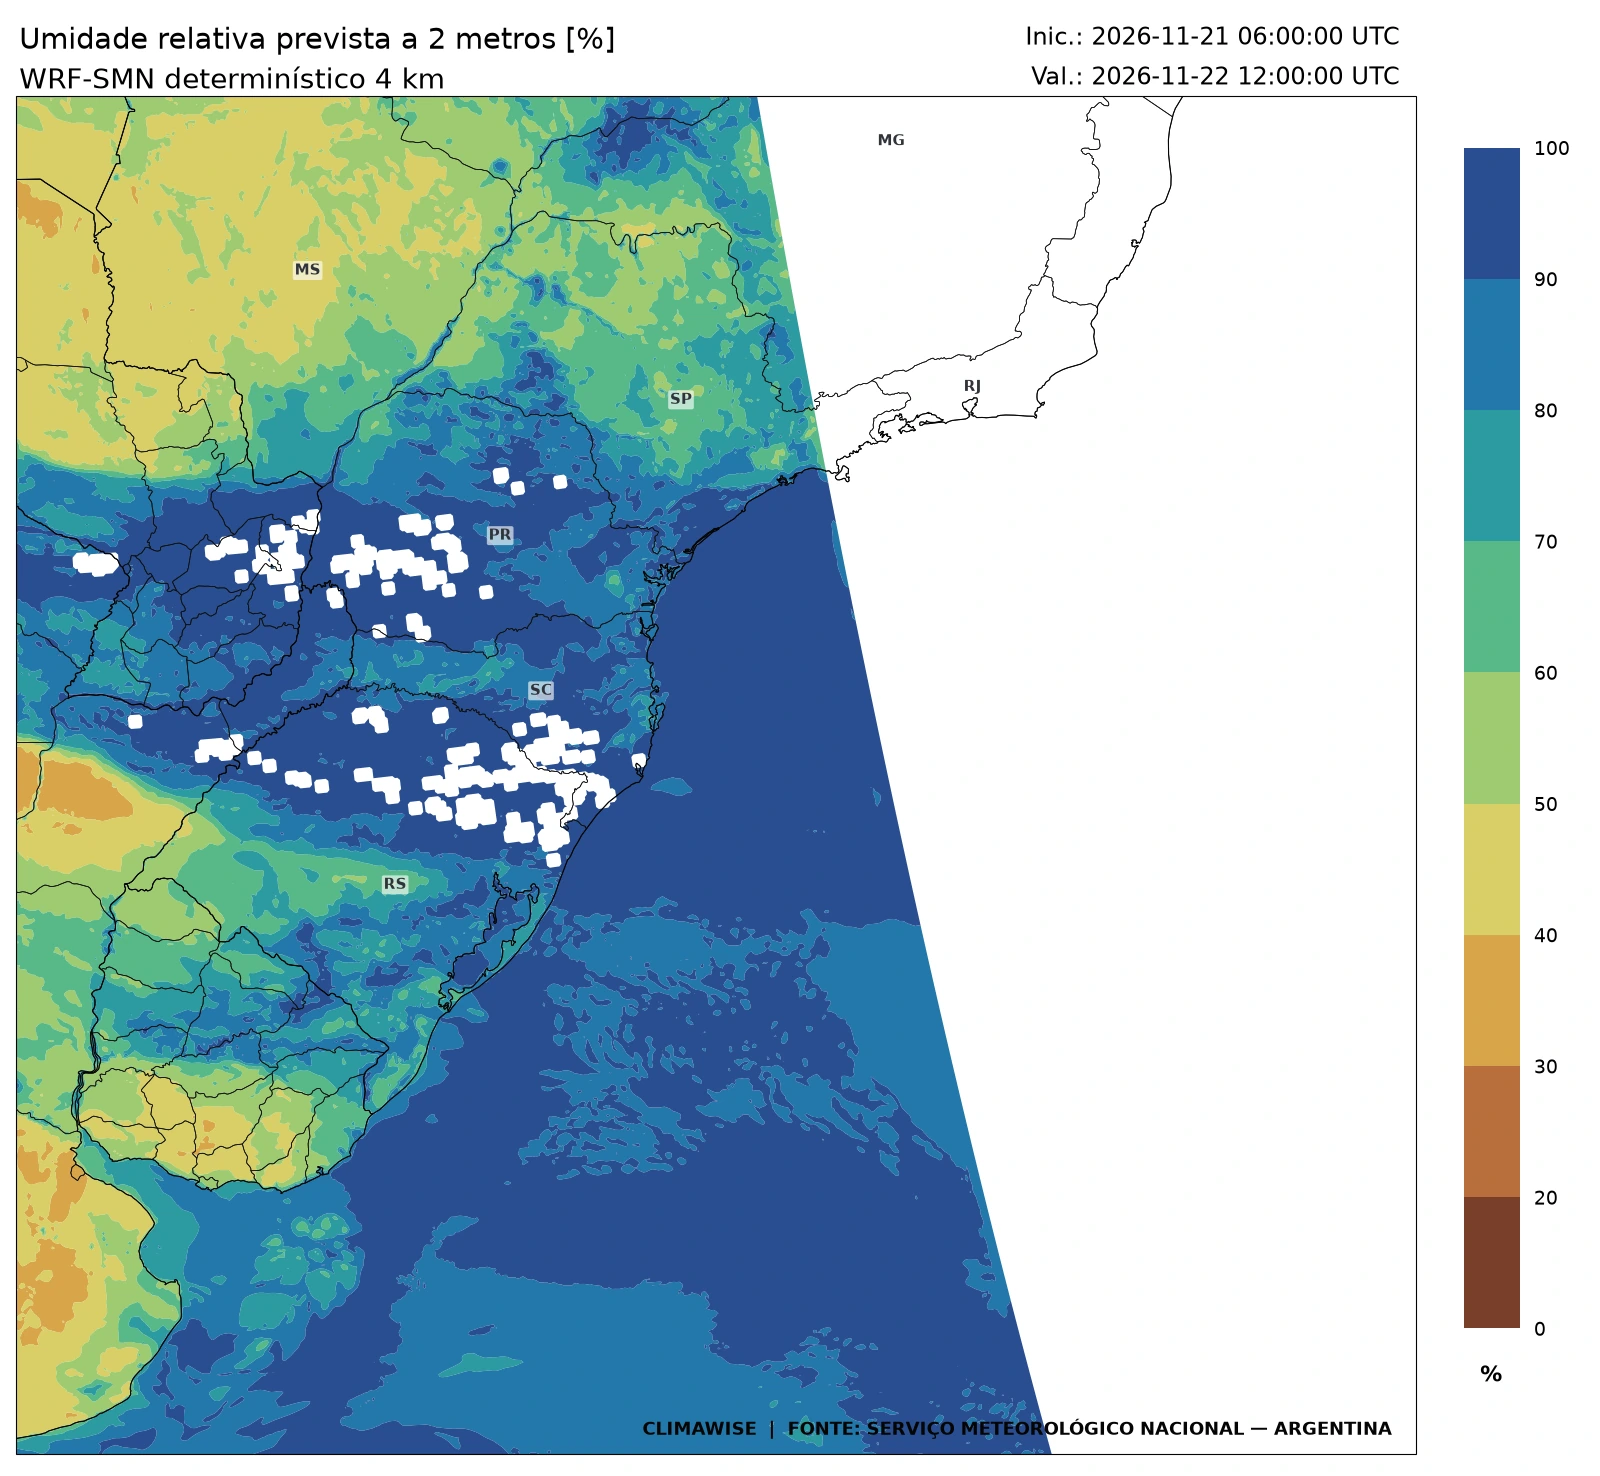 Umidade relativa prevista a 2 metros [%]
WRF-SMN determinístico 4 km
Inic.: 2026-11-21 06:00:00 UTC
Val.: 2026-11-22 12:00:00 UTC
MG
MS
RJ
SP
PR
SC
RS
100
90
80
70
60
50
40
30
20
0
%
CLIMAWISE | FONTE: SERVIÇO METEOROLÓGICO NACIONAL — ARGENTINA